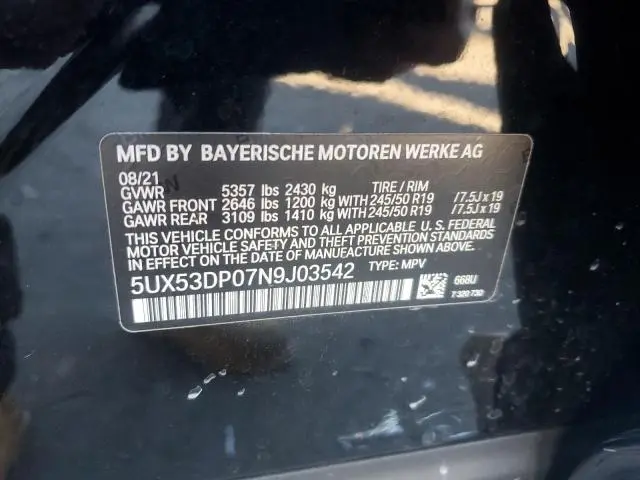 MFD BY BAYERISCHE MOTOREN WERKE AG
08/21
GVWR 5357 lbs 2430 kg TIRE / RIM
GAWR FRONT 2646 lbs 1200 kg WITH 245/50 R19 /7.5J x 19
GAWR REAR 3109 lbs 1410 kg WITH 245/50 R19 /7.5J x 19
THIS VEHICLE CONFORMS TO ALL APPLICABLE U. S. FEDERAL
MOTOR VEHICLE SAFETY AND THEFT PREVENTION STANDARDS
IN EFFECT ON THE DATE OF MANUFACTURE SHOWN ABOVE.
5UX53DP07N9J03542 TYPE: MPV
668U
T 320 730